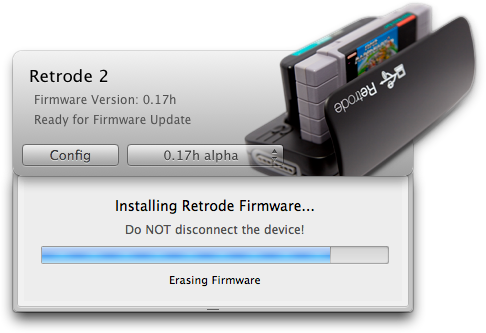 Retrode 2
Firmware Version: 0.17h
Ready for Firmware Update
Retrode
Config
0.17h alpha
Installing Retrode Firmware...
Do NOT disconnect the device!
Erasing Firmware